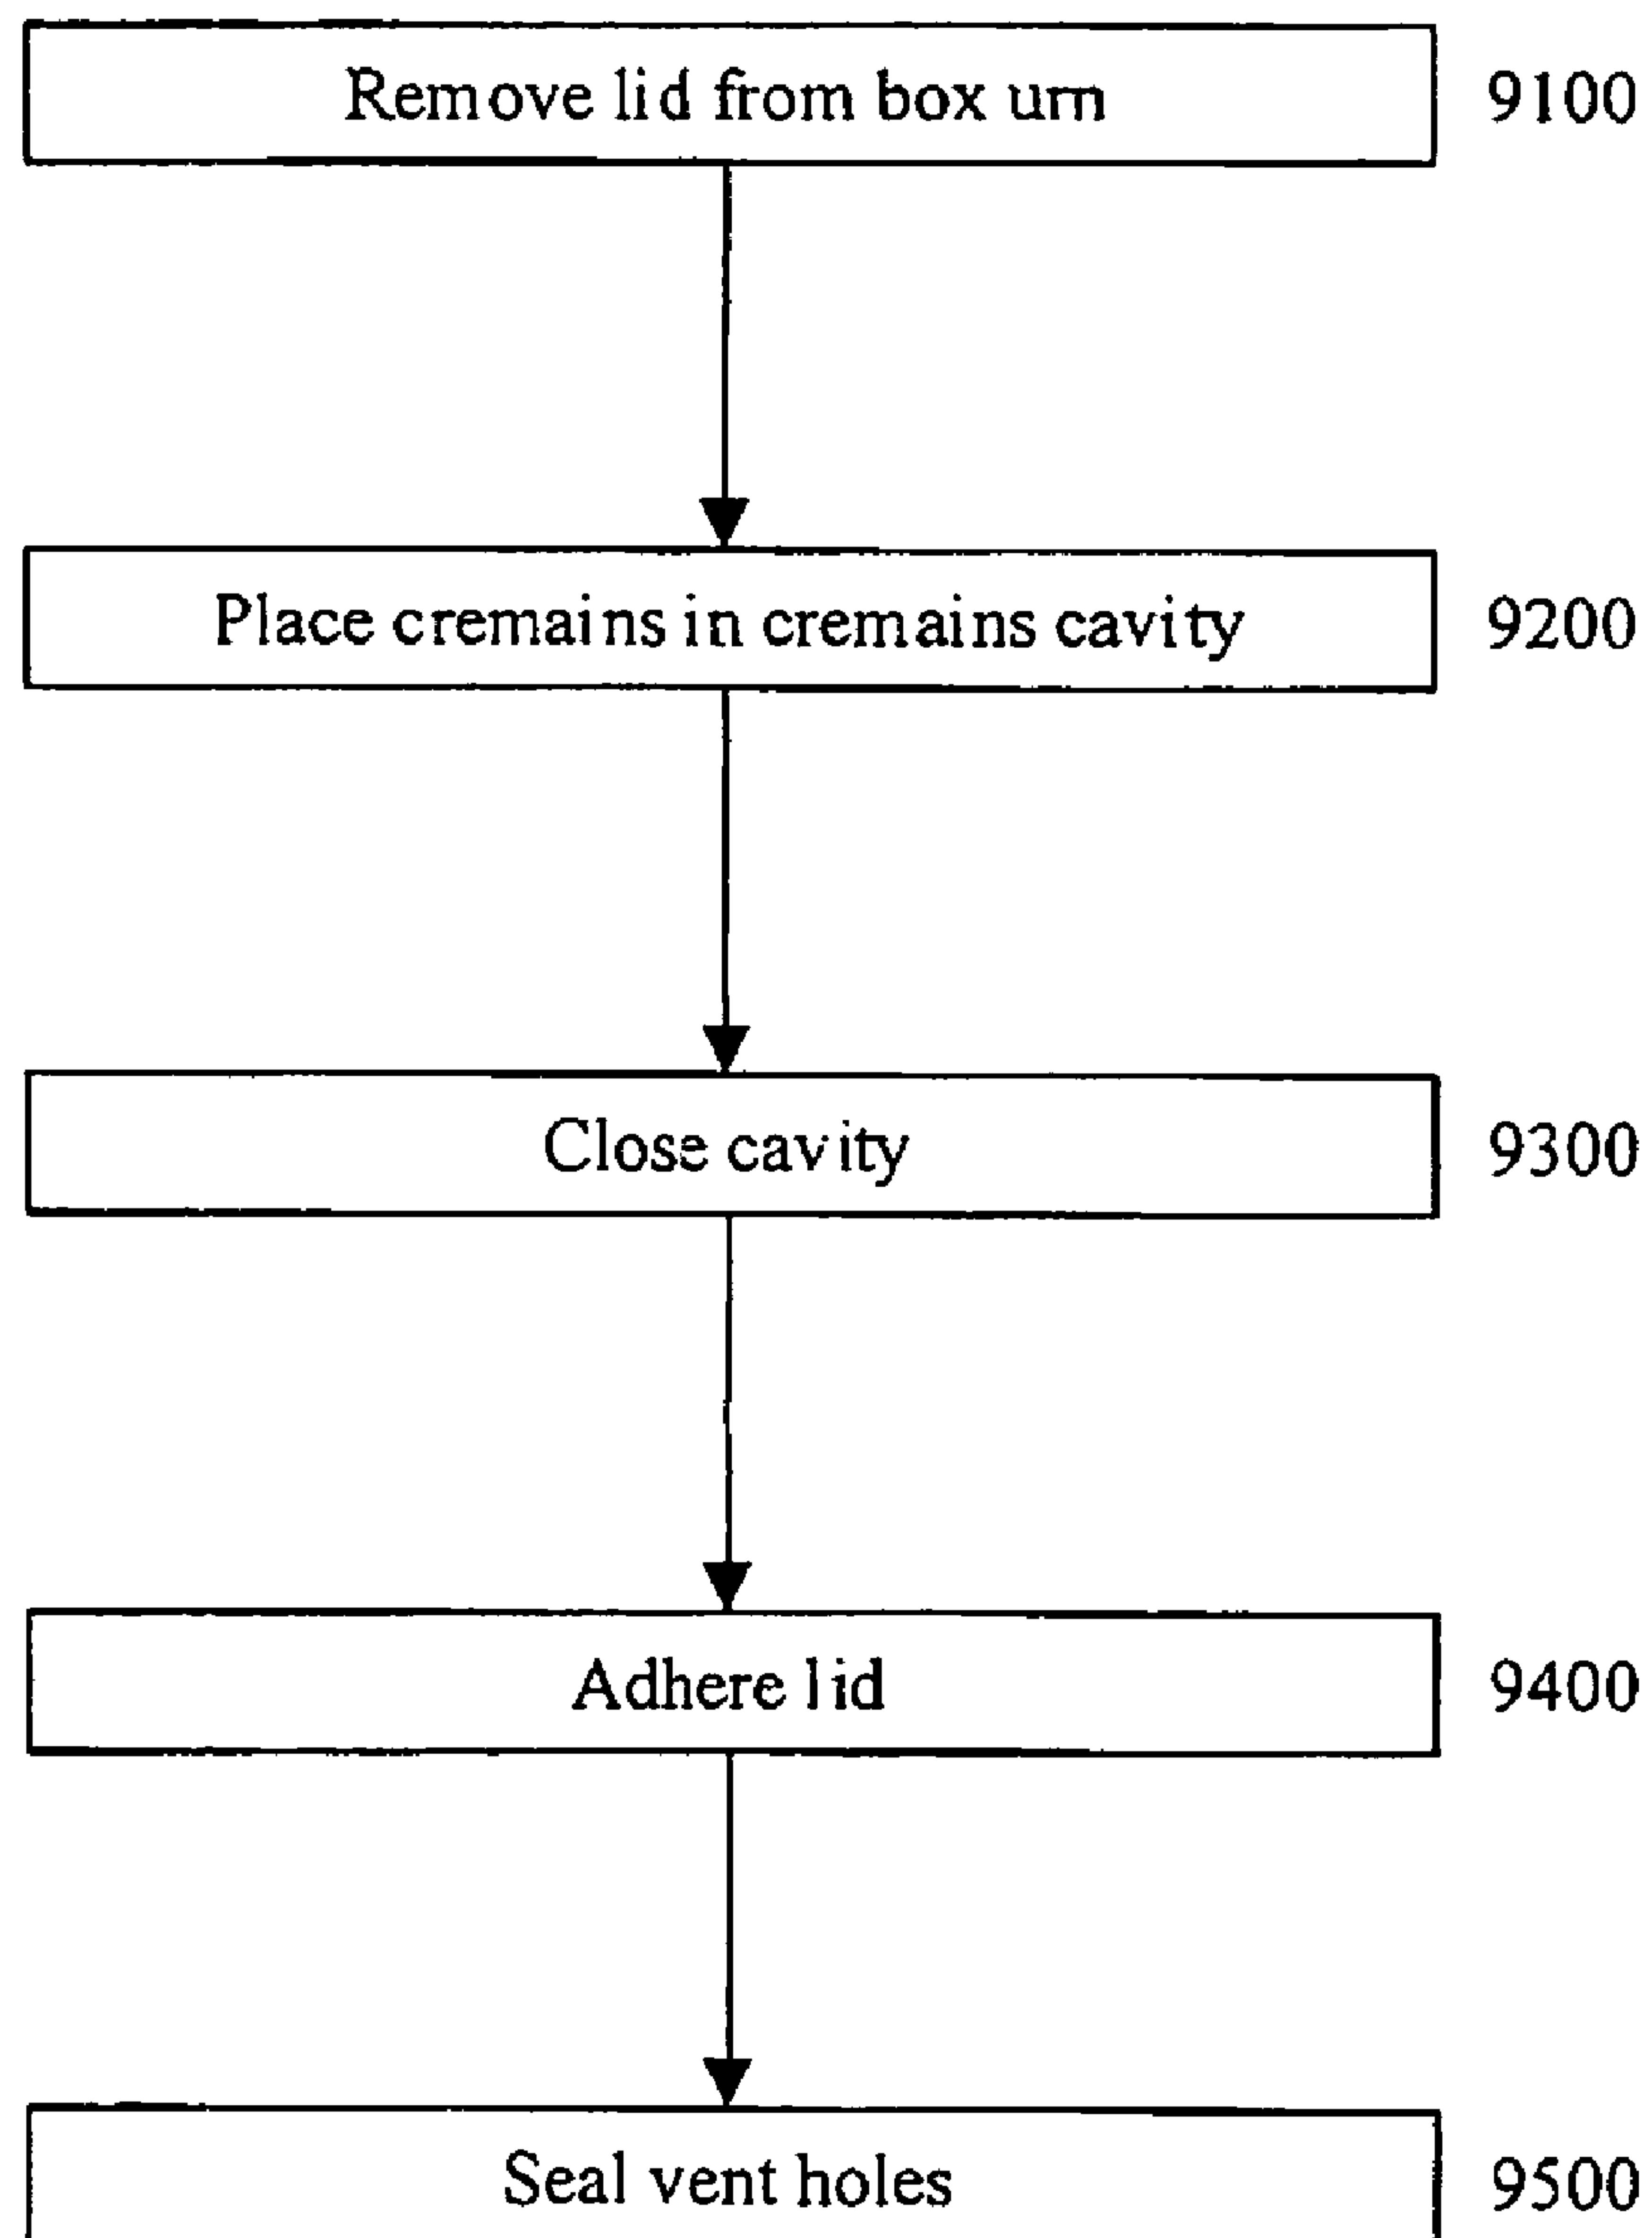 Remove lid from box urn 9100
Place cremains in cremains cavity 9200
Close cavity 9300
Adhere lid 9400
Seal vent holes 9500